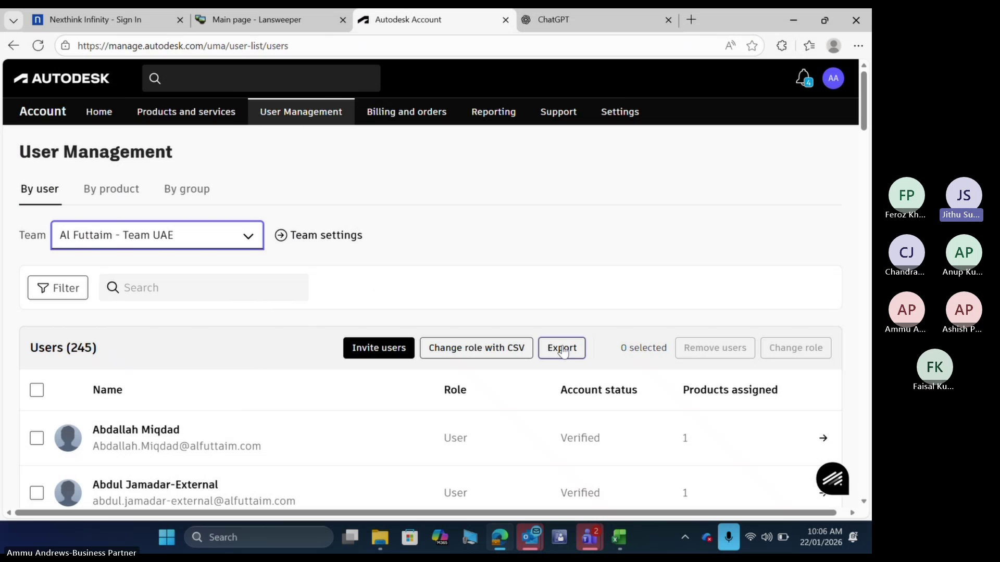 Nexthink Infinity - Sign In
Main page - Lansweeper
Autodesk Account
ChatGPT
https://manage.autodesk.com/uma/user-list/users
AUTODESK
4
AA
Account
Home
Products and services
User Management
Billing and orders
Reporting
Support
Settings
User Management
By user
By product
By group
Team
Al Futtaim - Team UAE
Team settings
Filter
Search
Users (245)
Invite users
Change role with CSV
Export
0 selected
Remove users
Change role
Name
Role
Account status
Products assigned
Abdallah Miqdad
Abdallah.Miqdad@alfuttaim.com
User
Verified
1
Abdul Jamadar-External
abdul.jamadar-external@alfuttaim.com
User
Verified
1
Search
M365
2
10:06 AM
22/01/2026
Ammu Andrews-Business Partner
FP
Feroz Kh...
JS
Jithu Su...
CJ
Chandra...
AP
Anup Ku...
AP
Ammu A...
AP
Ashish P...
FK
Faisal Ku...